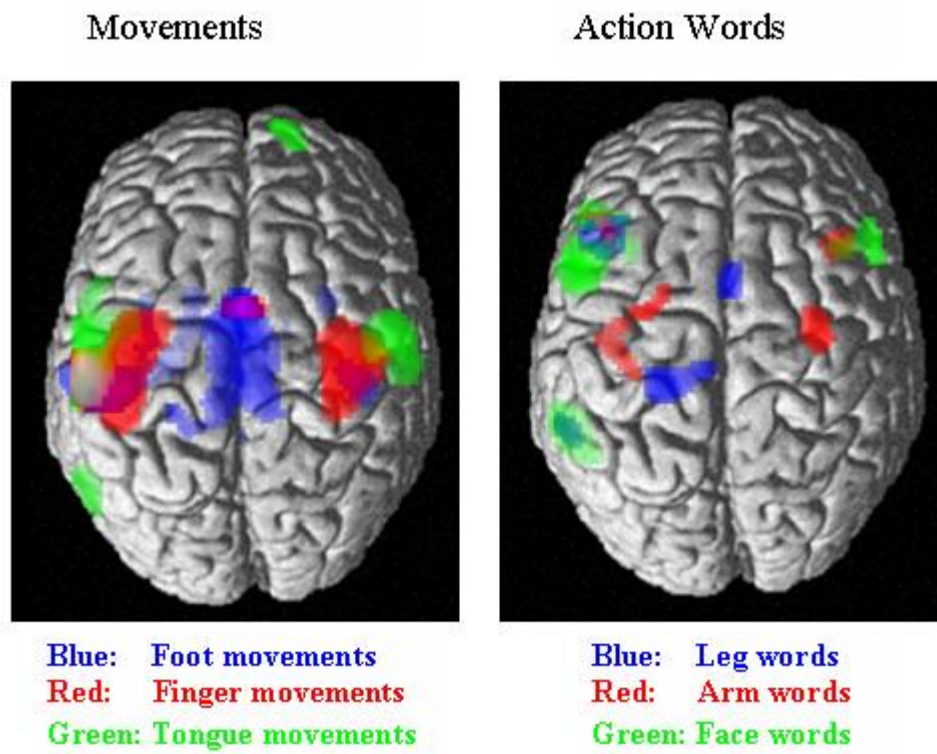 Movements
Action Words
Blue: Foot movements
Red: Finger movements
Green: Tongue movements
Blue: Leg words
Red: Arm words
Green: Face words